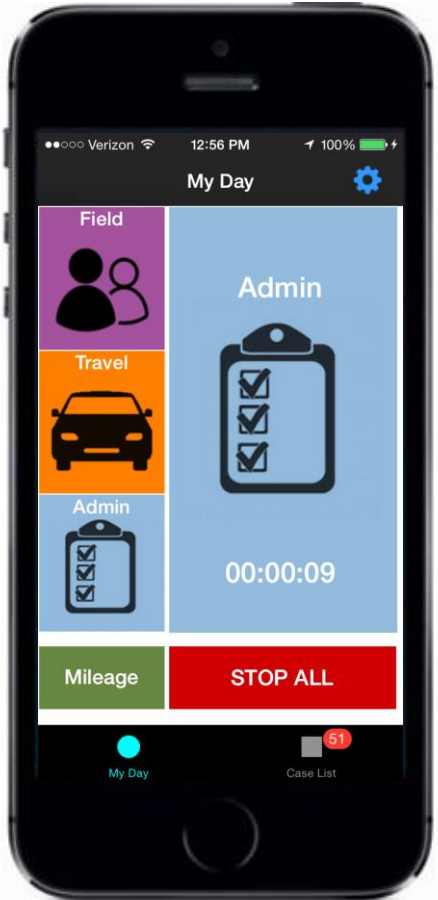 ●●○○○ Verizon 12:56 PM 100%
My Day
Field
Travel
Admin
Admin
00:00:09
Mileage
STOP ALL
51
My Day
Case List